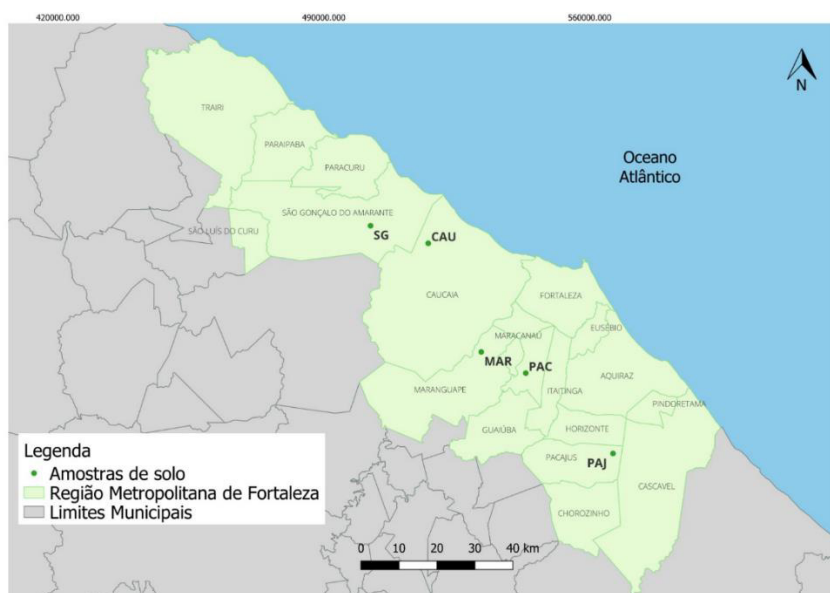 420000.000
490000.000
560000.000
N
Oceano
Atlântico
TRAIRI
PARAIPABA
PARACURU
SÃO GONÇALO DO AMARANTE
SG
CAU
SÃO LUÍS DO CURU
CAUCAIA
FORTALEZA
EUSÉBIO
MARACANAÚ
MAR
PAC
AQUIRAZ
MARANGUAPE
ITAITINGA
PINDORETAMA
GUAIÚBA
HORIZONTE
PACAJUS
PAJ
CASCAVEL
CHOROZINHO
Legenda
Amostras de solo
Região Metropolitana de Fortaleza
Limites Municipais
0 10 20 30 40 km